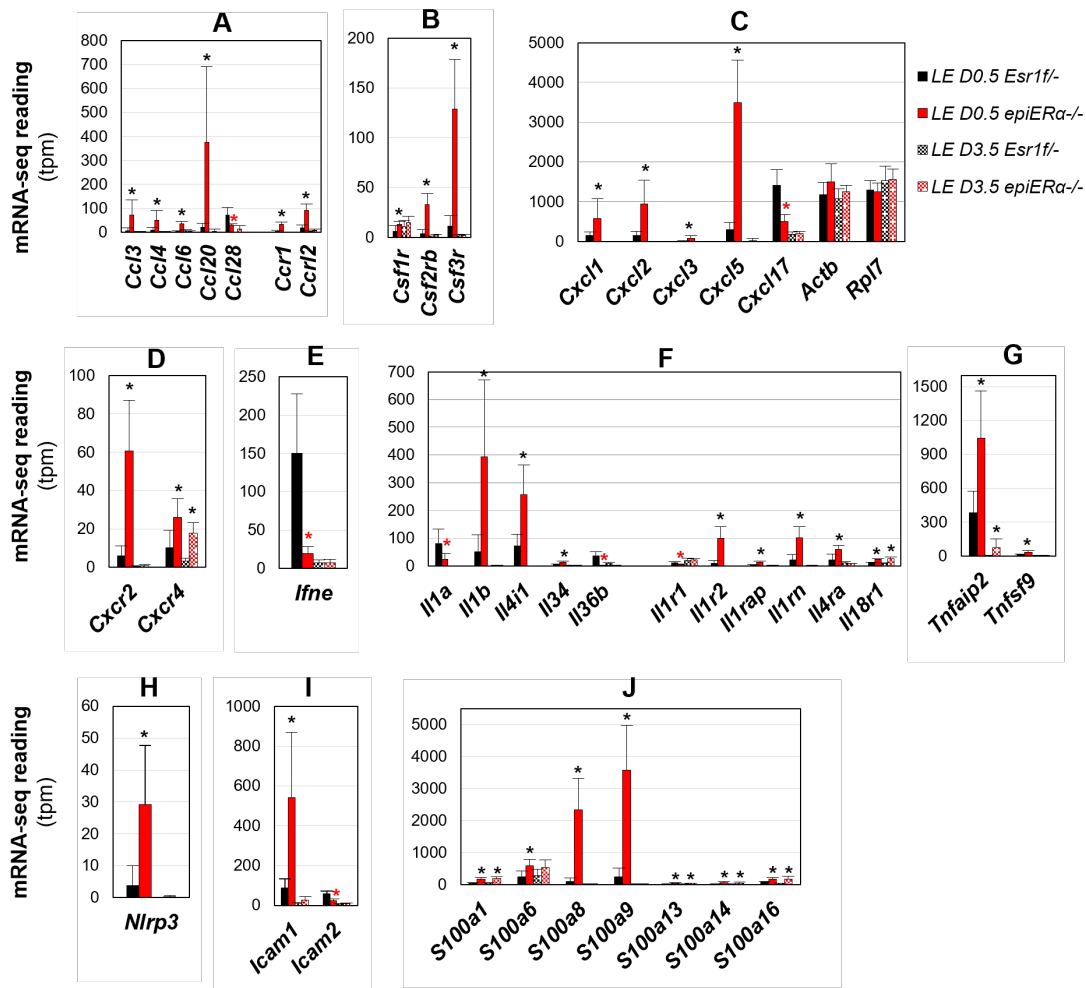 A
B
C
mRNA-seq reading
(tpm)
800
700
600
500
400
300
200
100
0
*
*
*
*
*
*
*
Ccl3
Ccl4
Ccl6
Ccl20
Ccl28
Ccr1
Ccrl2
200
150
100
50
0
*
*
*
Csf1r
Csf2rb
Csf3r
5000
4000
3000
2000
1000
0
*
*
*
*
*
Cxcl1
Cxcl2
Cxcl3
Cxcl5
Cxcl17
Actb
Rpl7
LE D0.5 Esr1f/-
LE D0.5 epiERα-/-
LE D3.5 Esr1f/-
LE D3.5 epiERα-/-
D
E
F
G
mRNA-seq reading
(tpm)
100
80
60
40
20
0
*
*
*
Cxcr2
Cxcr4
250
200
150
100
50
0
*
Ifne
700
600
500
400
300
200
100
0
*
*
*
*
*
*
*
*
*
*
*
*
Il1a
Il1b
Il4i1
Il34
Il36b
Il1r1
Il1r2
Il1rap
Il1rn
Il4ra
Il18r1
1500
1200
900
600
300
0
*
*
*
Tnfaip2
Tnfsf9
H
I
J
mRNA-seq reading
(tpm)
60
50
40
30
20
10
0
*
Nlrp3
1000
800
600
400
200
0
*
*
Icam1
Icam2
5000
4000
3000
2000
1000
0
*
*
*
*
*
*
*
*
*
*
*
*
S100a1
S100a6
S100a8
S100a9
S100a13
S100a14
S100a16